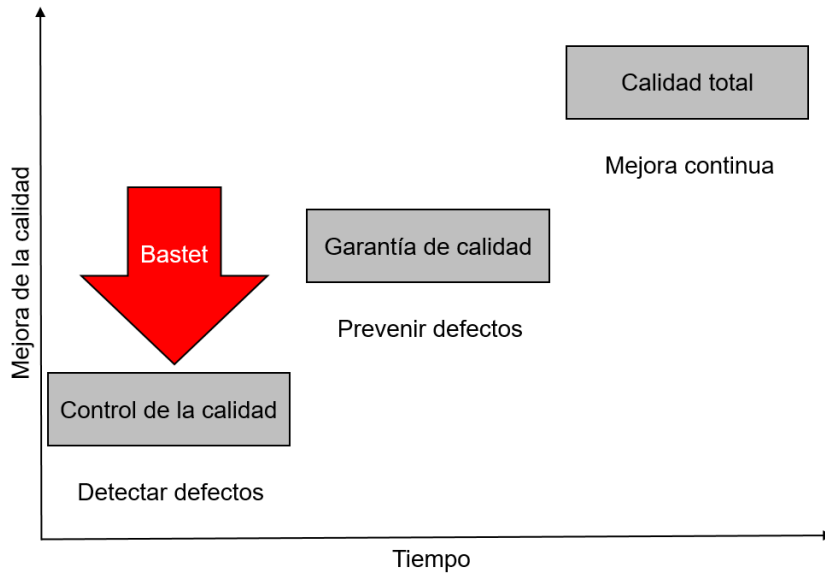 Calidad total
Mejora continua
Garantía de calidad
Prevenir defectos
Bastet
Control de la calidad
Detectar defectos
Mejora de la calidad
Tiempo